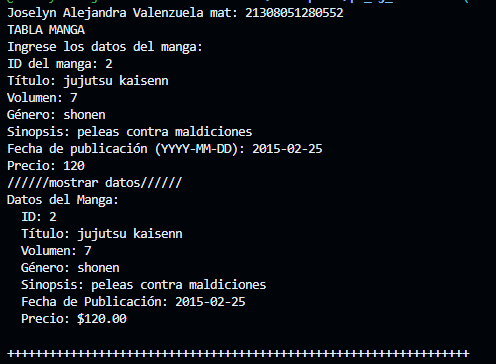 Joselyn Alejandra Valenzuela mat: 21308051280552
TABLA MANGA
Ingrese los datos del manga:
ID del manga: 2
Título: jujutsu kaisenn
Volumen: 7
Género: shonen
Sinopsis: peleas contra maldiciones
Fecha de publicación (YYYY-MM-DD): 2015-02-25
Precio: 120
//////mostrar datos//////
Datos del Manga:
  ID: 2
  Título: jujutsu kaisenn
  Volumen: 7
  Género: shonen
  Sinopsis: peleas contra maldiciones
  Fecha de Publicación: 2015-02-25
  Precio: $120.00
++++++++++++++++++++++++++++++++++++++++++++++++++++++++++++++++++